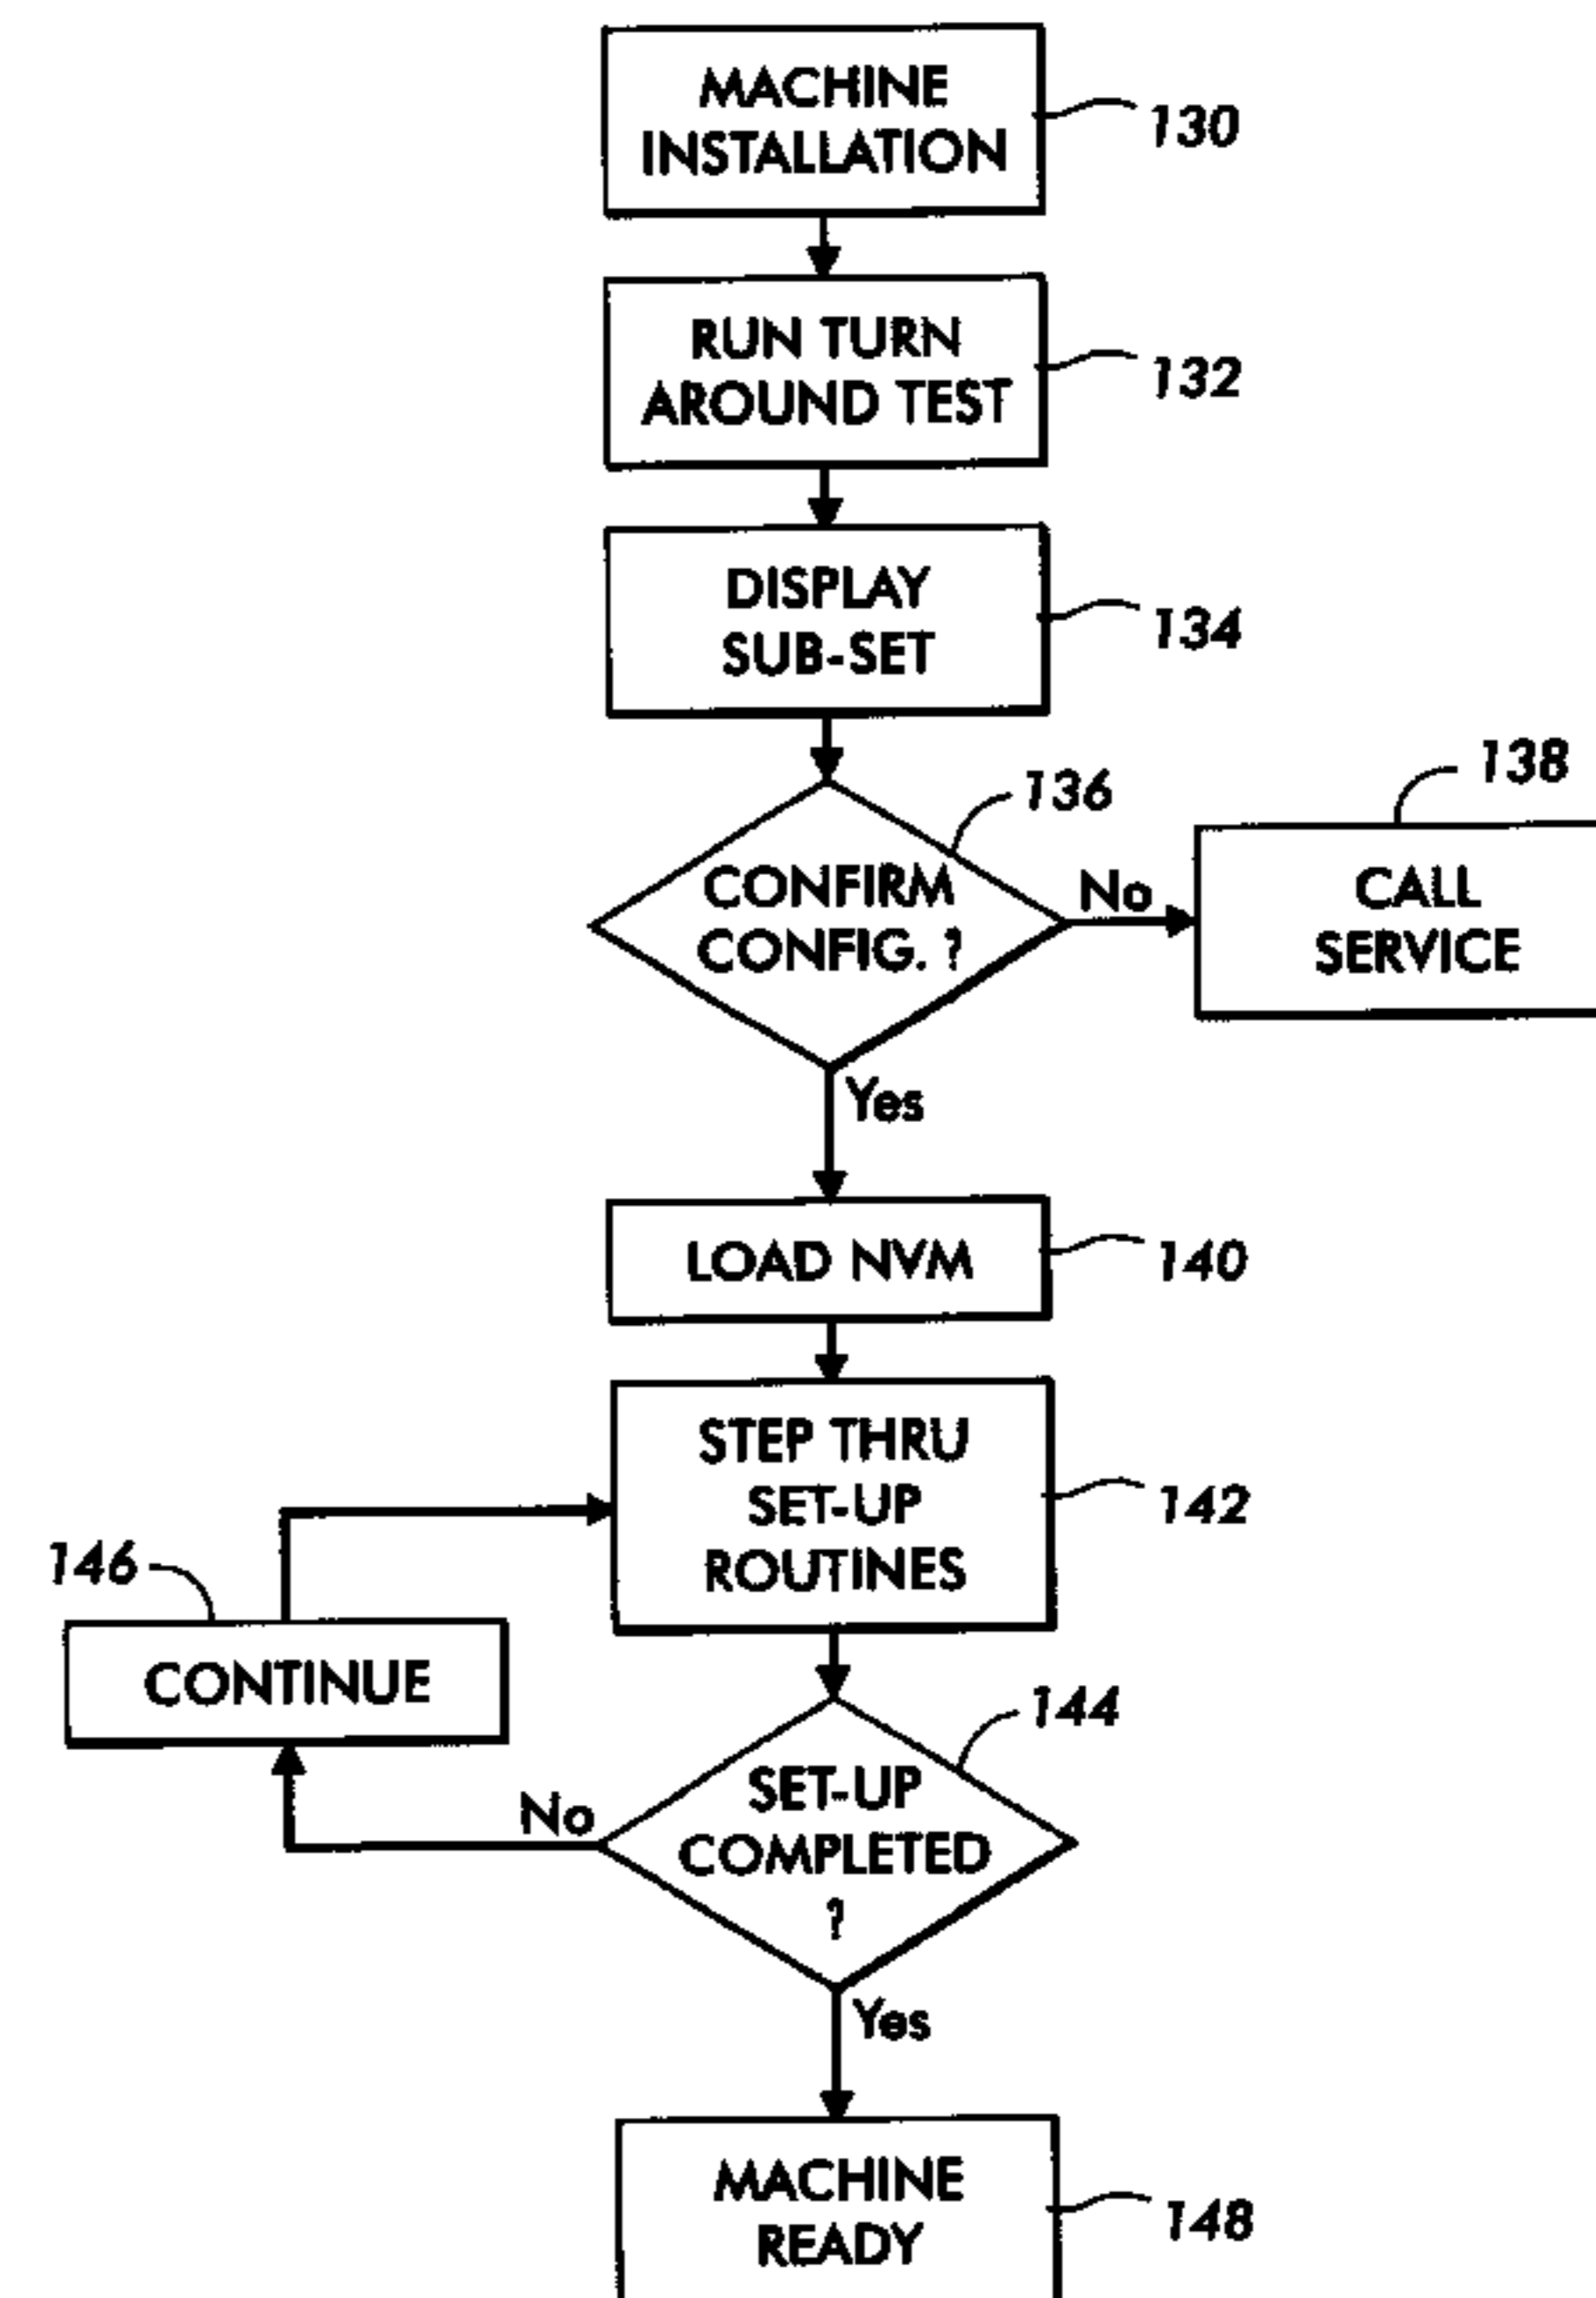 MACHINE
INSTALLATION
130
RUN TURN
AROUND TEST
132
DISPLAY
SUB-SET
134
136
138
CONFIRM
CONFIG. ?
No
CALL
SERVICE
Yes
LOAD NVM
140
STEP THRU
SET-UP
ROUTINES
142
146
CONTINUE
144
SET-UP
COMPLETED
?
No
Yes
MACHINE
READY
148